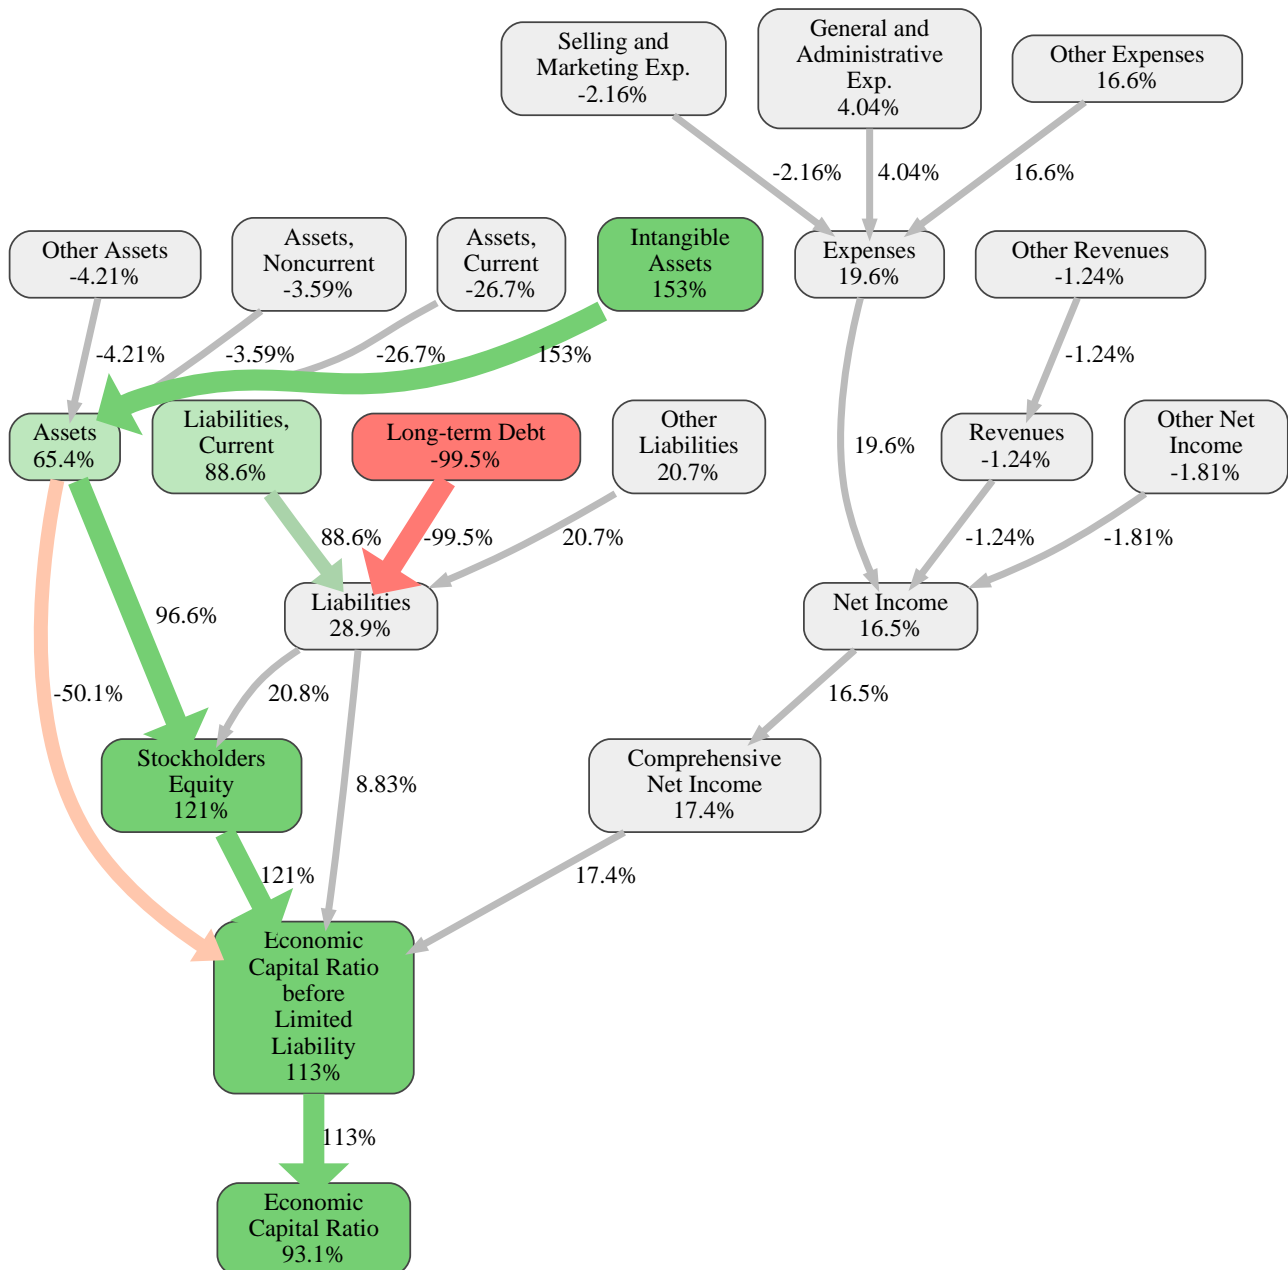 Selling and
Marketing Exp.
-2.16%
General and
Administrative
Exp.
4.04%
Other Expenses
16.6%
-2.16%
4.04%
16.6%
Other Assets
-4.21%
Assets,
Noncurrent
-3.59%
Assets,
Current
-26.7%
Intangible
Assets
153%
Expenses
19.6%
Other Revenues
-1.24%
-4.21%
-3.59%
-26.7%
153%
-1.24%
Assets
65.4%
Liabilities,
Current
88.6%
Long-term Debt
-99.5%
Other
Liabilities
20.7%
19.6%
Revenues
-1.24%
Other Net
Income
-1.81%
88.6%
-99.5%
20.7%
-1.24%
-1.81%
96.6%
Liabilities
28.9%
Net Income
16.5%
-50.1%
20.8%
16.5%
Stockholders
Equity
121%
8.83%
Comprehensive
Net Income
17.4%
121%
17.4%
Economic
Capital Ratio
before
Limited
Liability
113%
113%
Economic
Capital Ratio
93.1%